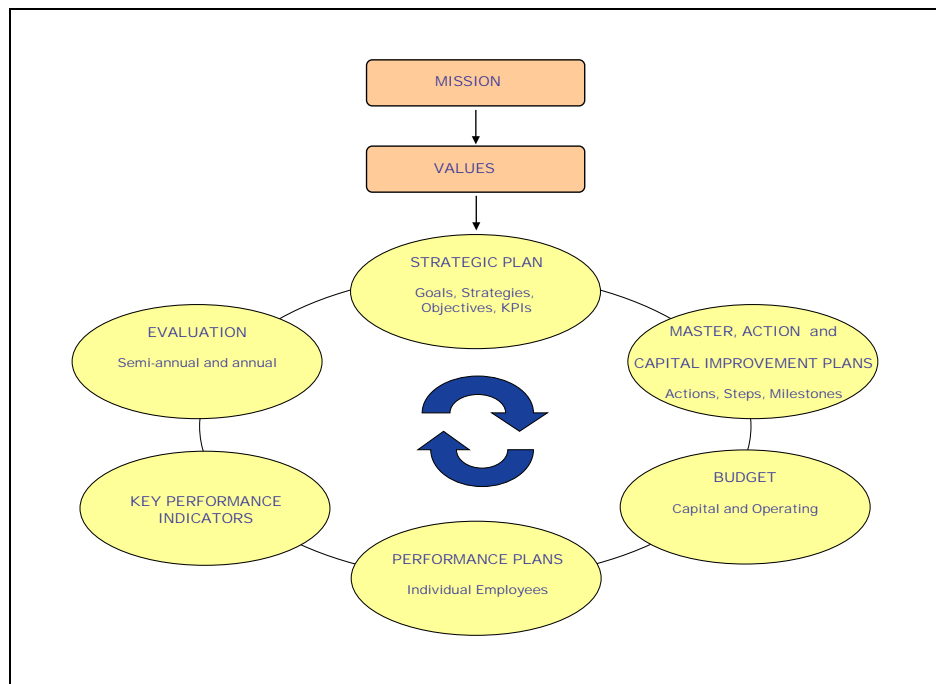 MISSION
VALUES
STRATEGIC PLAN
Goals, Strategies,
Objectives, KPIs
EVALUATION
Semi-annual and annual
MASTER, ACTION and
CAPITAL IMPROVEMENT PLANS
Actions, Steps, Milestones
KEY PERFORMANCE
INDICATORS
BUDGET
Capital and Operating
PERFORMANCE PLANS
Individual Employees